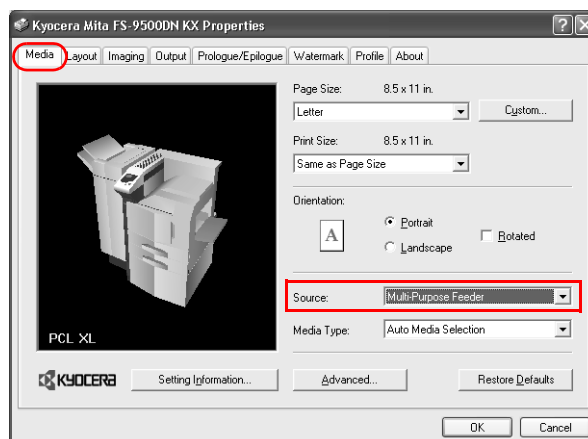 Kyocera Mita FS-9500DN KX Properties
Media Layout Imaging Output Prologue/Epilogue Watermark Profile About
Page Size: 8.5 x 11 in.
Letter Custom...
Print Size: 8.5 x 11 in.
Same as Page Size
Orientation:
A Portrait
Landscape
Rotated
Source: Multi-Purpose Feeder
Media Type: Auto Media Selection
PCL XL
KYOCERA Setting Information... Advanced... Restore Defaults
OK Cancel